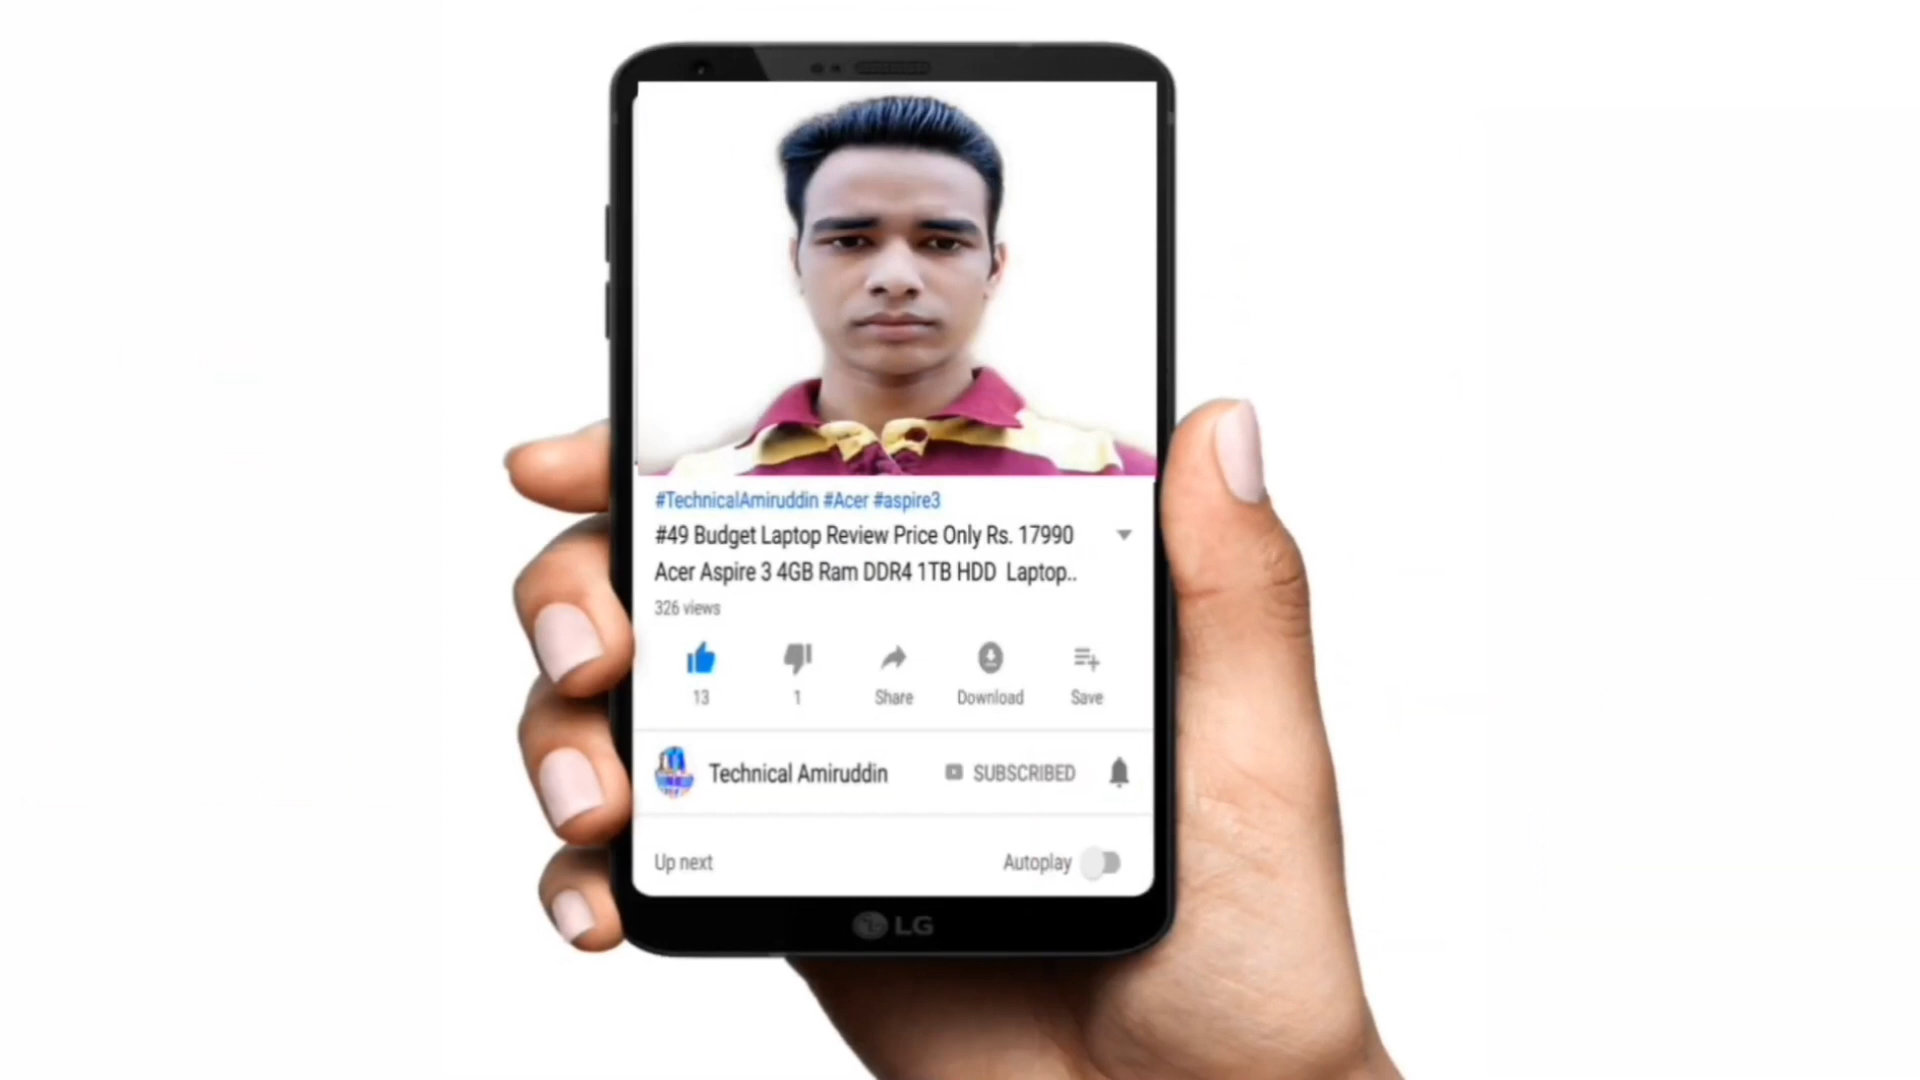 #TechnicalAmiruddin #Acer #aspire3
#49 Budget Laptop Review Price Only Rs. 17990
Acer Aspire 3 4GB Ram DDR4 1TB HDD Laptop..
326 views
13 1 Share Download Save
Technical Amiruddin SUBSCRIBED
Up next Autoplay
LG